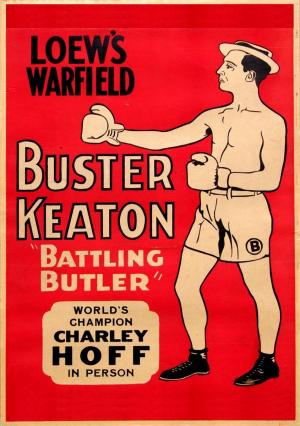 LOEW'S
WARFIELD
BUSTER
KEATON
"BATTLING
BUTLER"
B
WORLD'S
CHAMPION
CHARLEY
HOFF
IN PERSON